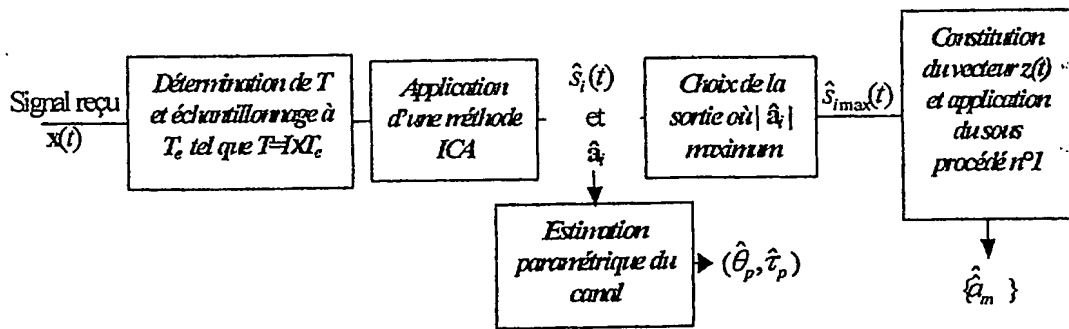 Signal reçu
x(t)
Détermination de T
et échantillonnage à
Tₑ tel que T=IxTₑ
Application
d'une méthode
ICA
ŝᵢ(t)
et
âᵢ
Choix de la
sortie où | âᵢ |
maximum
ŝᵢₘₐₓ(t)
Constitution
du vecteur z(t)
et application
du sous
procédé n°1
Estimation
paramétrique du
canal
(θ̂ₚ,τ̂ₚ)
{âₘ }